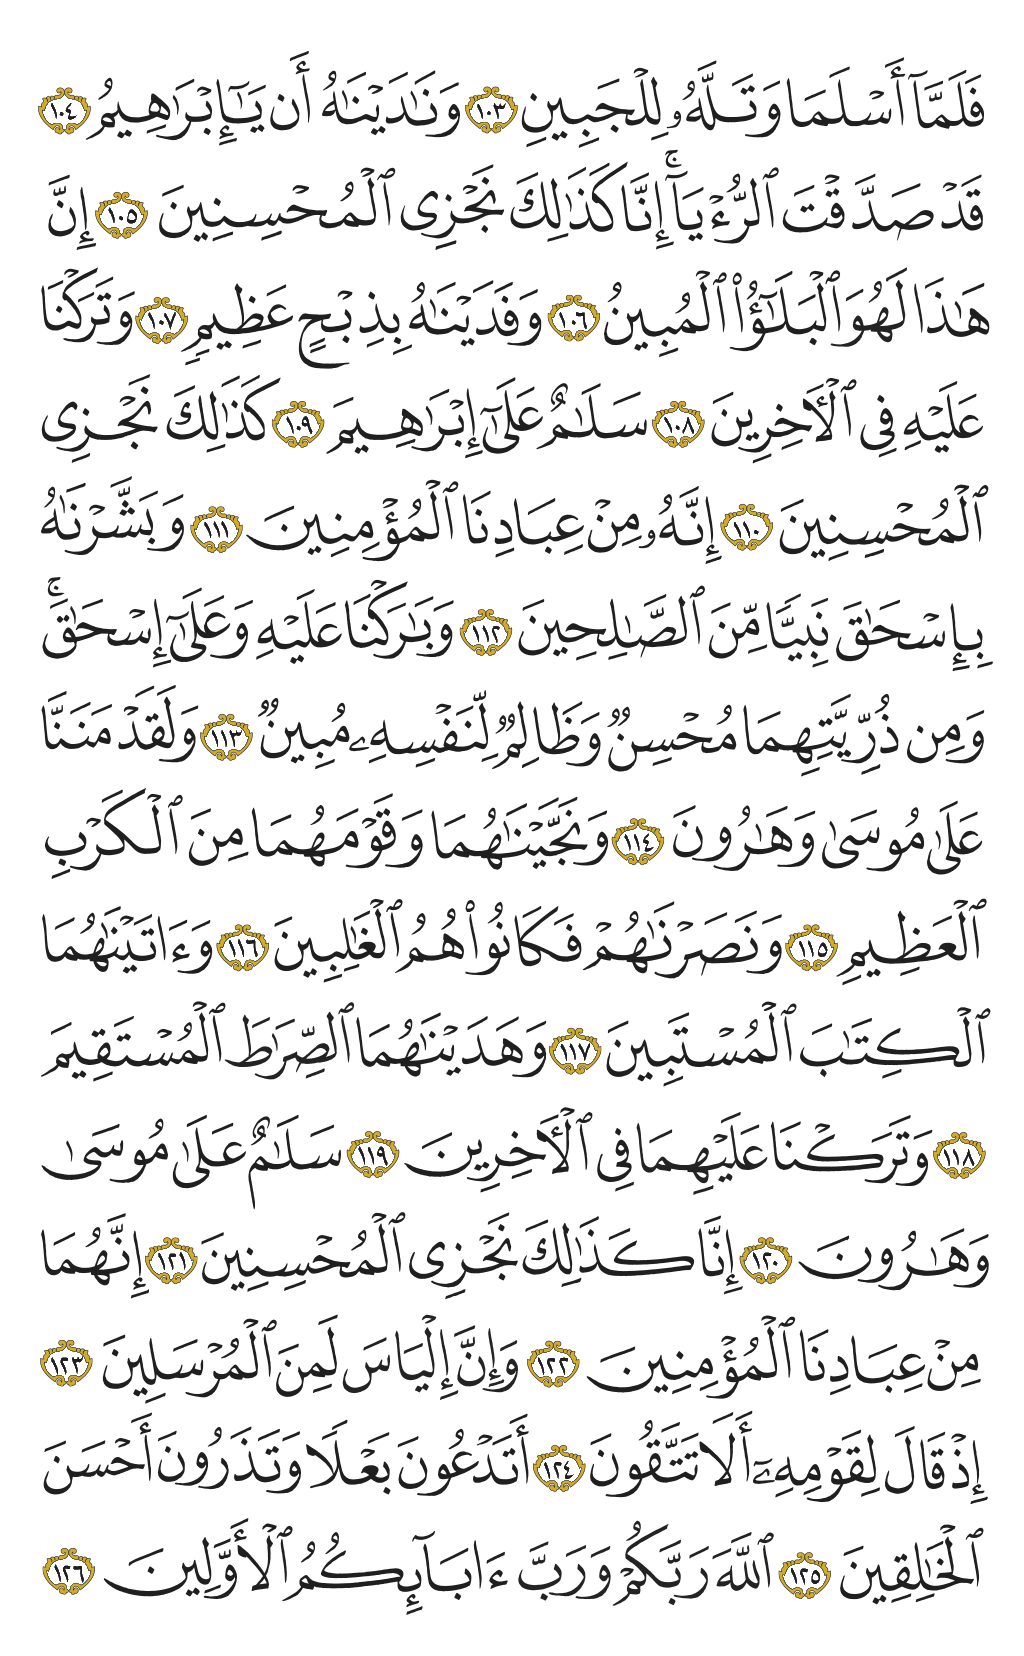 فَلَمَّآ أَسۡلَمَا وَتَلَّهُۥ لِلۡجَبِينِ ١٠٣ وَنَٰدَيۡنَٰهُ أَن يَٰٓإِبۡرَٰهِيمُ ١٠٤
قَدۡ صَدَّقۡتَ ٱلرُّءۡيَآۚ إِنَّا كَذَٰلِكَ نَجۡزِي ٱلۡمُحۡسِنِينَ ١٠٥ إِنَّ
هَٰذَا لَهُوَ ٱلۡبَلَٰٓؤُاْ ٱلۡمُبِينُ ١٠٦ وَفَدَيۡنَٰهُ بِذِبۡحٍ عَظِيمٖ ١٠٧ وَتَرَكۡنَا
عَلَيۡهِ فِي ٱلۡأٓخِرِينَ ١٠٨ سَلَٰمٌ عَلَىٰٓ إِبۡرَٰهِيمَ ١٠٩ كَذَٰلِكَ نَجۡزِي
ٱلۡمُحۡسِنِينَ ١١٠ إِنَّهُۥ مِنۡ عِبَادِنَا ٱلۡمُؤۡمِنِينَ ١١١ وَبَشَّرۡنَٰهُ
بِإِسۡحَٰقَ نَبِيّٗا مِّنَ ٱلصَّٰلِحِينَ ١١٢ وَبَٰرَكۡنَا عَلَيۡهِ وَعَلَىٰٓ إِسۡحَٰقَۚ
وَمِن ذُرِّيَّتِهِمَا مُحۡسِنٞ وَظَالِمٞ لِّنَفۡسِهِۦ مُبِينٞ ١١٣ وَلَقَدۡ مَنَنَّا
عَلَىٰ مُوسَىٰ وَهَٰرُونَ ١١٤ وَنَجَّيۡنَٰهُمَا وَقَوۡمَهُمَا مِنَ ٱلۡكَرۡبِ
ٱلۡعَظِيمِ ١١٥ وَنَصَرۡنَٰهُمۡ فَكَانُواْ هُمُ ٱلۡغَٰلِبِينَ ١١٦ وَءَاتَيۡنَٰهُمَا
ٱلۡكِتَٰبَ ٱلۡمُسۡتَبِينَ ١١٧ وَهَدَيۡنَٰهُمَا ٱلصِّرَٰطَ ٱلۡمُسۡتَقِيمَ
١١٨ وَتَرَكۡنَا عَلَيۡهِمَا فِي ٱلۡأٓخِرِينَ ١١٩ سَلَٰمٌ عَلَىٰ مُوسَىٰ
وَهَٰرُونَ ١٢٠ إِنَّا كَذَٰلِكَ نَجۡزِي ٱلۡمُحۡسِنِينَ ١٢١ إِنَّهُمَا
مِنۡ عِبَادِنَا ٱلۡمُؤۡمِنِينَ ١٢٢ وَإِنَّ إِلۡيَاسَ لَمِنَ ٱلۡمُرۡسَلِينَ ١٢٣
إِذۡ قَالَ لِقَوۡمِهِۦٓ أَلَا تَتَّقُونَ ١٢٤ أَتَدۡعُونَ بَعۡلٗا وَتَذَرُونَ أَحۡسَنَ
ٱلۡخَٰلِقِينَ ١٢٥ ٱللَّهَ رَبَّكُمۡ وَرَبَّ ءَابَآئِكُمُ ٱلۡأَوَّلِينَ ١٢٦